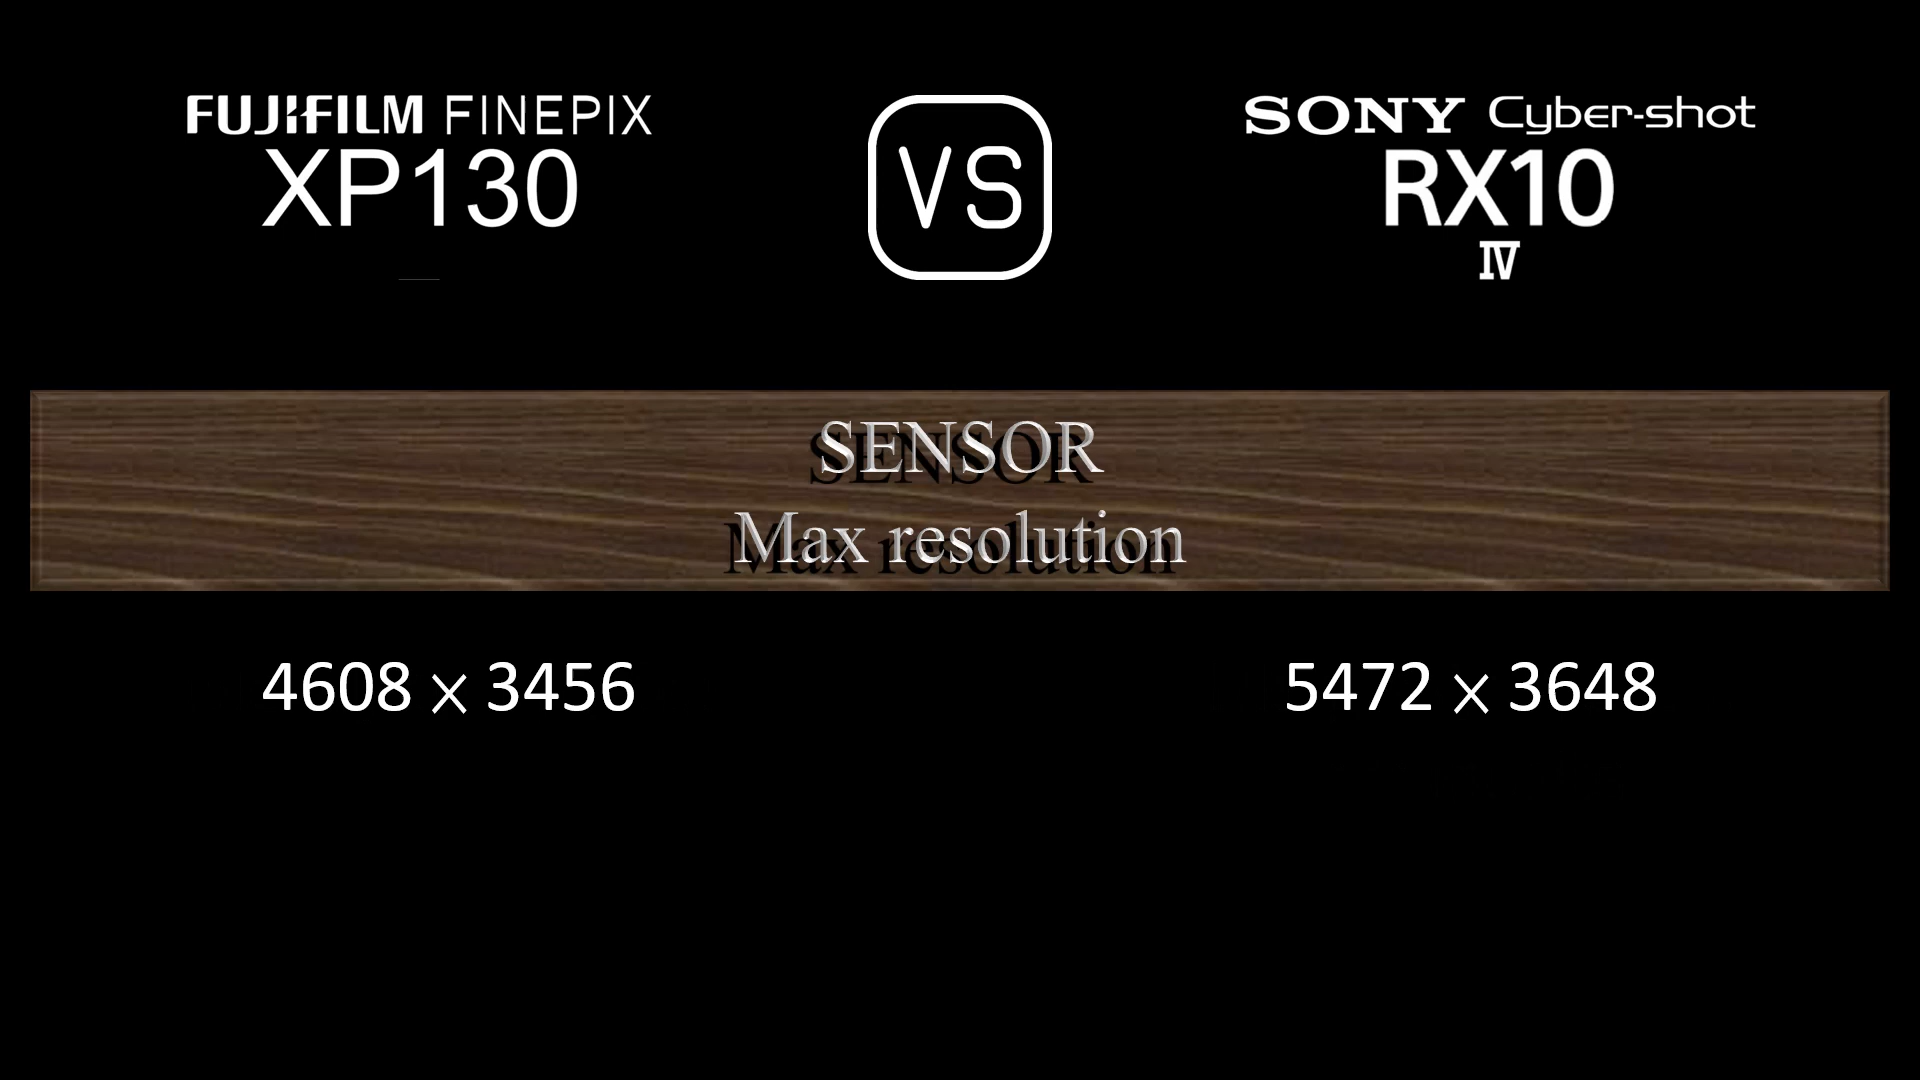 FUJIFILM FINEPIX
XP130
VS
SONY Cyber-shot
RX10
IV
SENSOR
Max resolution
4608 x 3456
5472 x 3648